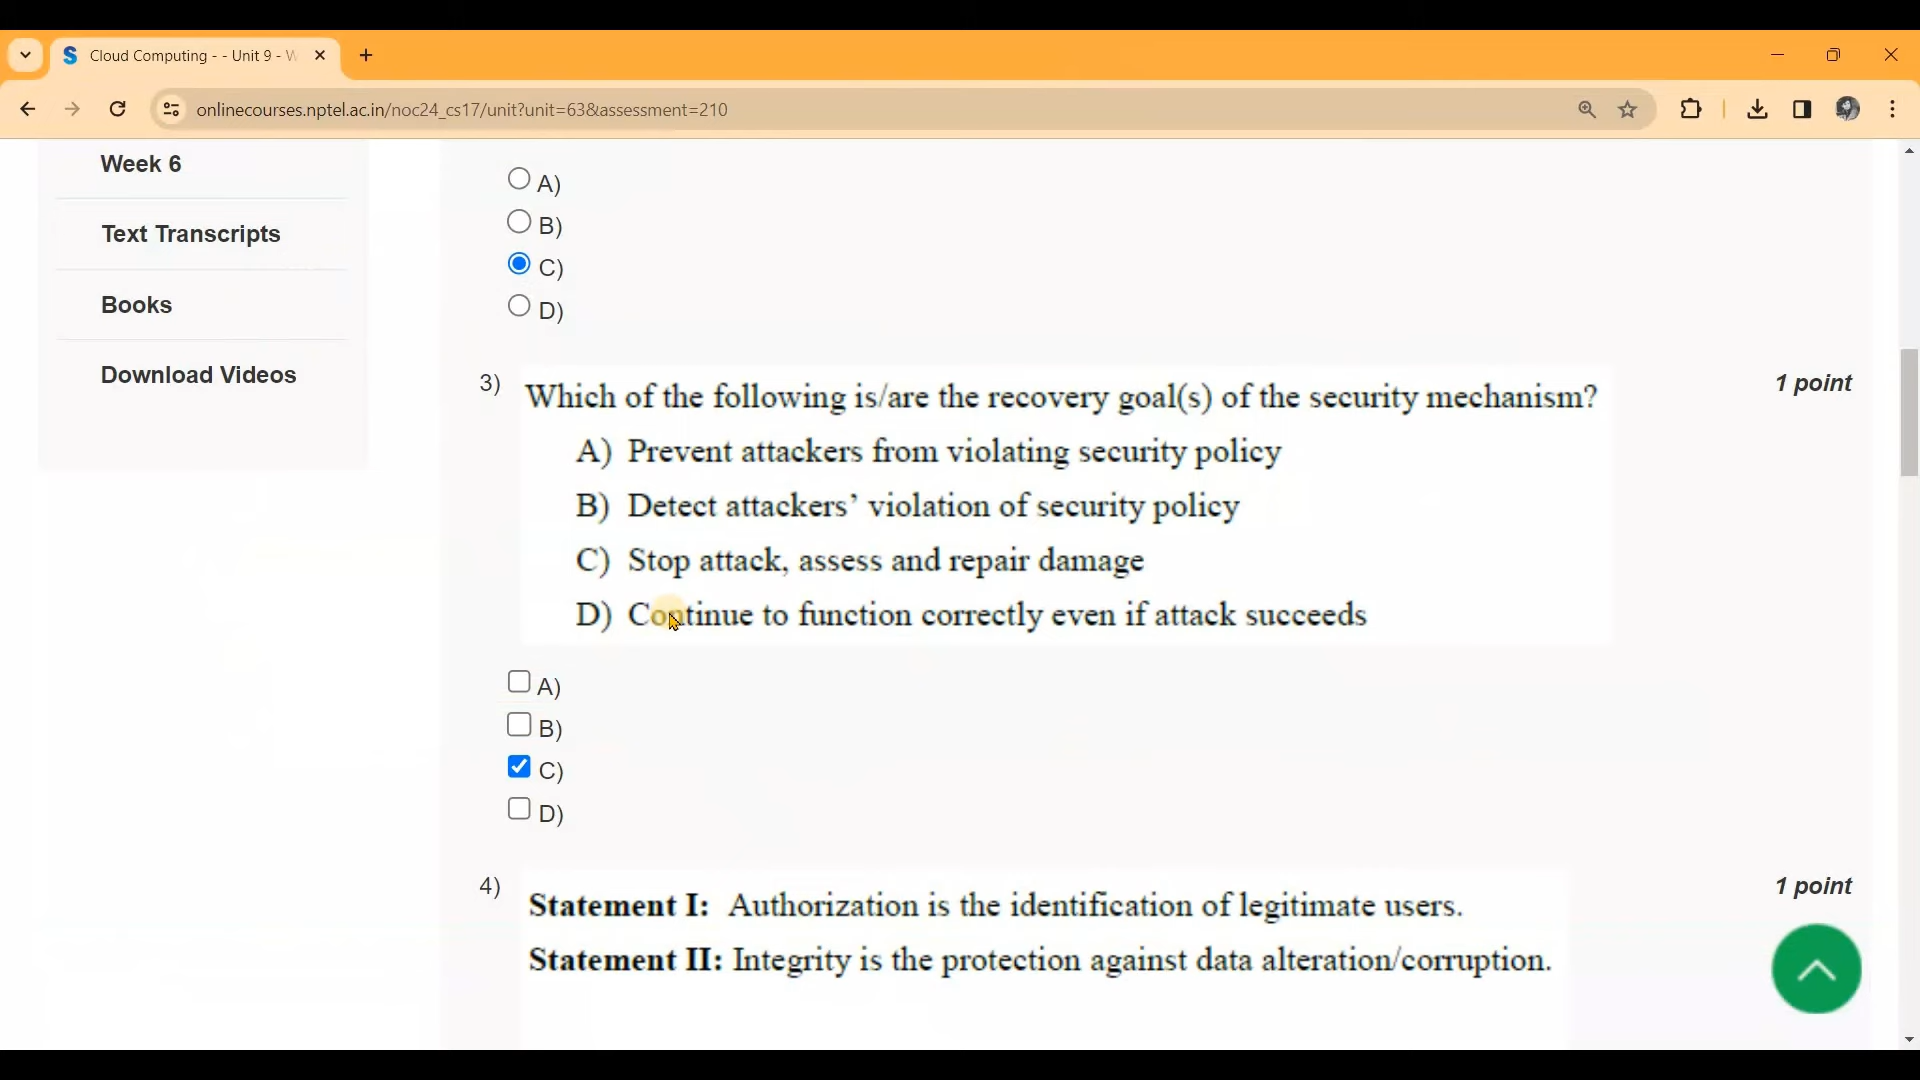 Cloud Computing - - Unit 9 - W
onlinecourses.nptel.ac.in/noc24_cs17/unit?unit=63&assessment=210
Week 6
Text Transcripts
Books
Download Videos
A)
B)
C)
D)
3) Which of the following is/are the recovery goal(s) of the security mechanism? 1 point
A) Prevent attackers from violating security policy
B) Detect attackers’ violation of security policy
C) Stop attack, assess and repair damage
D) Continue to function correctly even if attack succeeds
A)
B)
C)
D)
4) Statement I: Authorization is the identification of legitimate users. 1 point
Statement II: Integrity is the protection against data alteration/corruption.